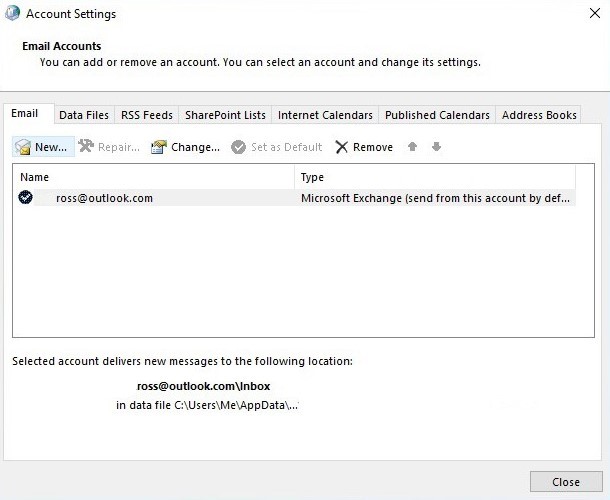 Account Settings
Email Accounts
You can add or remove an account. You can select an account and change its settings.
Email Data Files RSS Feeds SharePoint Lists Internet Calendars Published Calendars Address Books
New... Repair... Change... Set as Default Remove
Name Type
ross@outlook.com Microsoft Exchange (send from this account by def...
Selected account delivers new messages to the following location:
ross@outlook.com\Inbox
in data file C:\Users\Me\AppData\...
Close